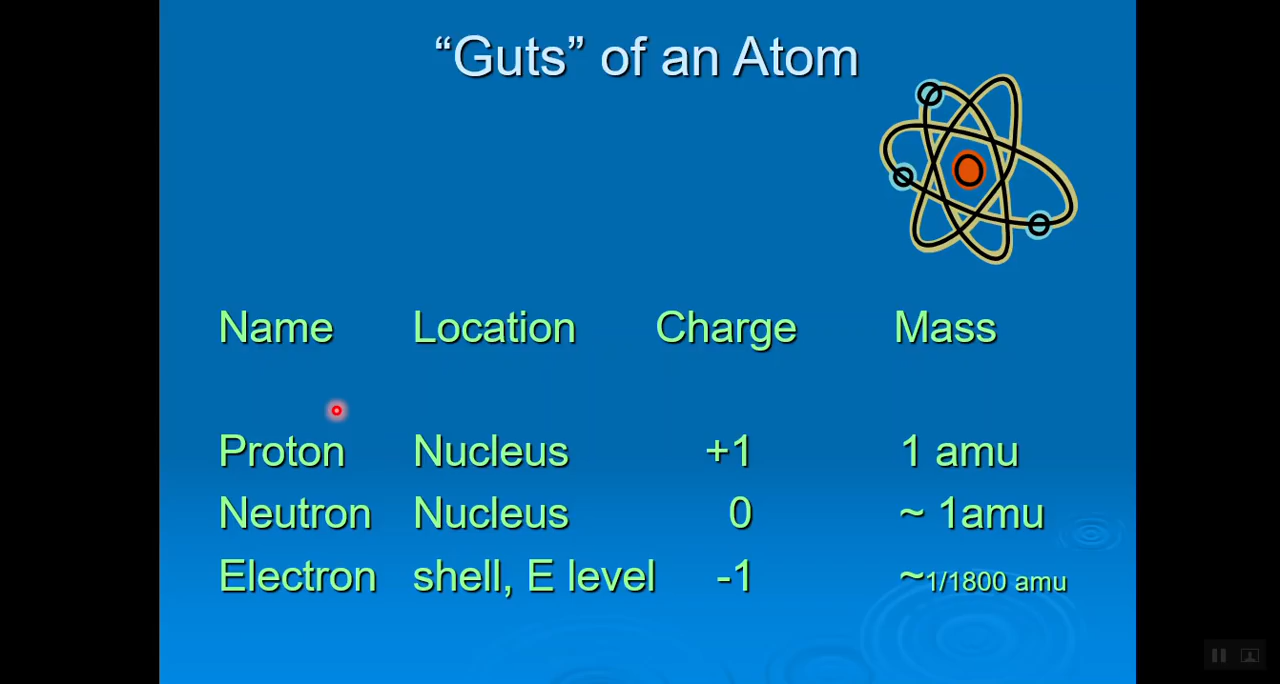 “Guts” of an Atom
Name Location Charge Mass
Proton Nucleus +1 1 amu
Neutron Nucleus 0 ~ 1amu
Electron shell, E level -1 ~1/1800 amu